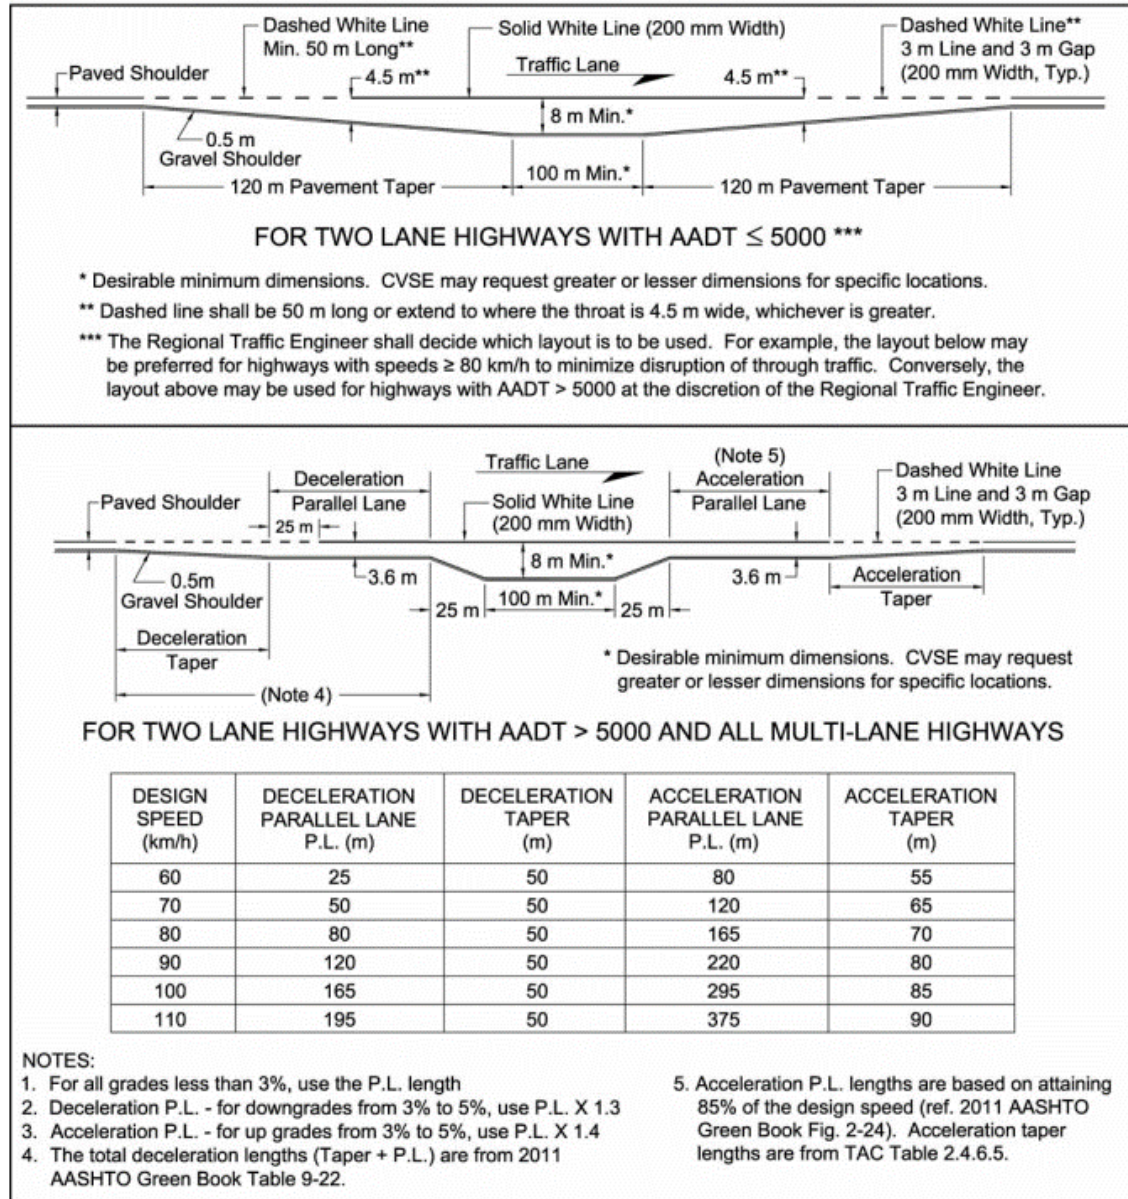 Dashed White Line
Min. 50 m Long**
Solid White Line (200 mm Width)
Dashed White Line**
3 m Line and 3 m Gap
(200 mm Width, Typ.)
Paved Shoulder
4.5 m**
Traffic Lane
4.5 m**
8 m Min.*
0.5 m
Gravel Shoulder
120 m Pavement Taper
100 m Min.*
120 m Pavement Taper
FOR TWO LANE HIGHWAYS WITH AADT ≤ 5000 ***
* Desirable minimum dimensions. CVSE may request greater or lesser dimensions for specific locations.
** Dashed line shall be 50 m long or extend to where the throat is 4.5 m wide, whichever is greater.
*** The Regional Traffic Engineer shall decide which layout is to be used. For example, the layout below may
be preferred for highways with speeds ≥ 80 km/h to minimize disruption of through traffic. Conversely, the
layout above may be used for highways with AADT > 5000 at the discretion of the Regional Traffic Engineer.
Paved Shoulder
Deceleration
Parallel Lane
25 m
Traffic Lane
Solid White Line
(200 mm Width)
(Note 5)
Acceleration
Parallel Lane
Dashed White Line
3 m Line and 3 m Gap
(200 mm Width, Typ.)
0.5m
Gravel Shoulder
3.6 m
8 m Min.*
3.6 m
25 m
100 m Min.*
25 m
Acceleration
Taper
Deceleration
Taper
(Note 4)
* Desirable minimum dimensions. CVSE may request
greater or lesser dimensions for specific locations.
FOR TWO LANE HIGHWAYS WITH AADT > 5000 AND ALL MULTI-LANE HIGHWAYS
DESIGN SPEED (km/h) DECELERATION PARALLEL LANE P.L. (m) DECELERATION TAPER (m) ACCELERATION PARALLEL LANE P.L. (m) ACCELERATION TAPER (m)
60 25 50 80 55
70 50 50 120 65
80 80 50 165 70
90 120 50 220 80
100 165 50 295 85
110 195 50 375 90
NOTES:
1. For all grades less than 3%, use the P.L. length
2. Deceleration P.L. - for downgrades from 3% to 5%, use P.L. X 1.3
3. Acceleration P.L. - for up grades from 3% to 5%, use P.L. X 1.4
4. The total deceleration lengths (Taper + P.L.) are from 2011
AASHTO Green Book Table 9-22.
5. Acceleration P.L. lengths are based on attaining
85% of the design speed (ref. 2011 AASHTO
Green Book Fig. 2-24). Acceleration taper
lengths are from TAC Table 2.4.6.5.